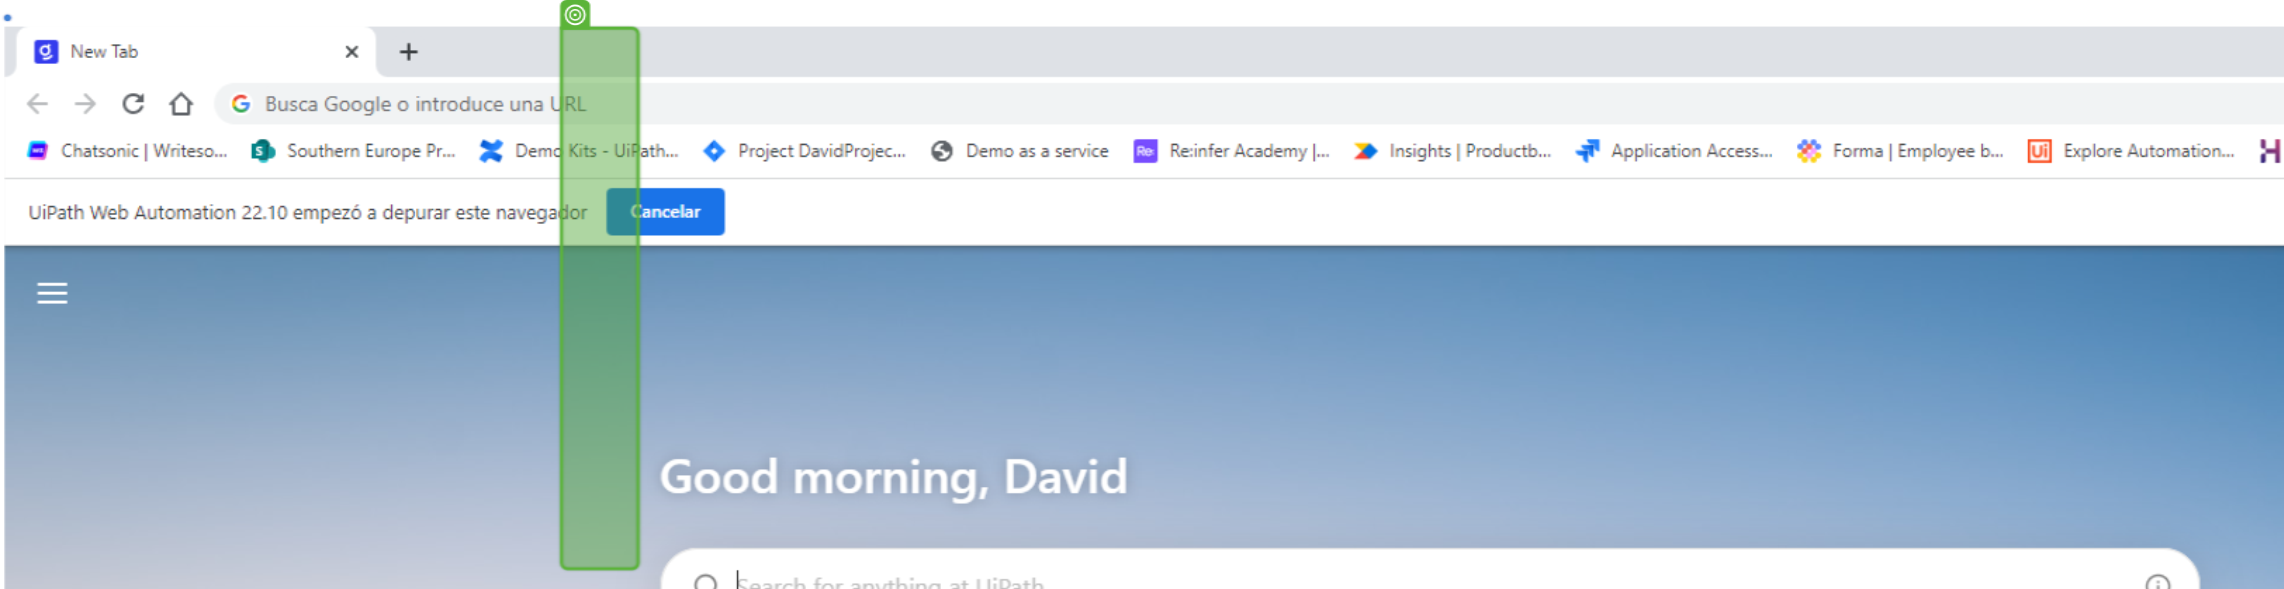 New Tab
Busca Google o introduce una URL
Chatsonic | Writeso... Southern Europe Pr... Demo Kits - UiPath... Project DavidProjec... Demo as a service Re: Re:infer Academy |... Insights | Productb... Application Access... Forma | Employee b... Ui Explore Automation...
UiPath Web Automation 22.10 empezó a depurar este navegador Cancelar
Good morning, David
Search for anything at UiPath